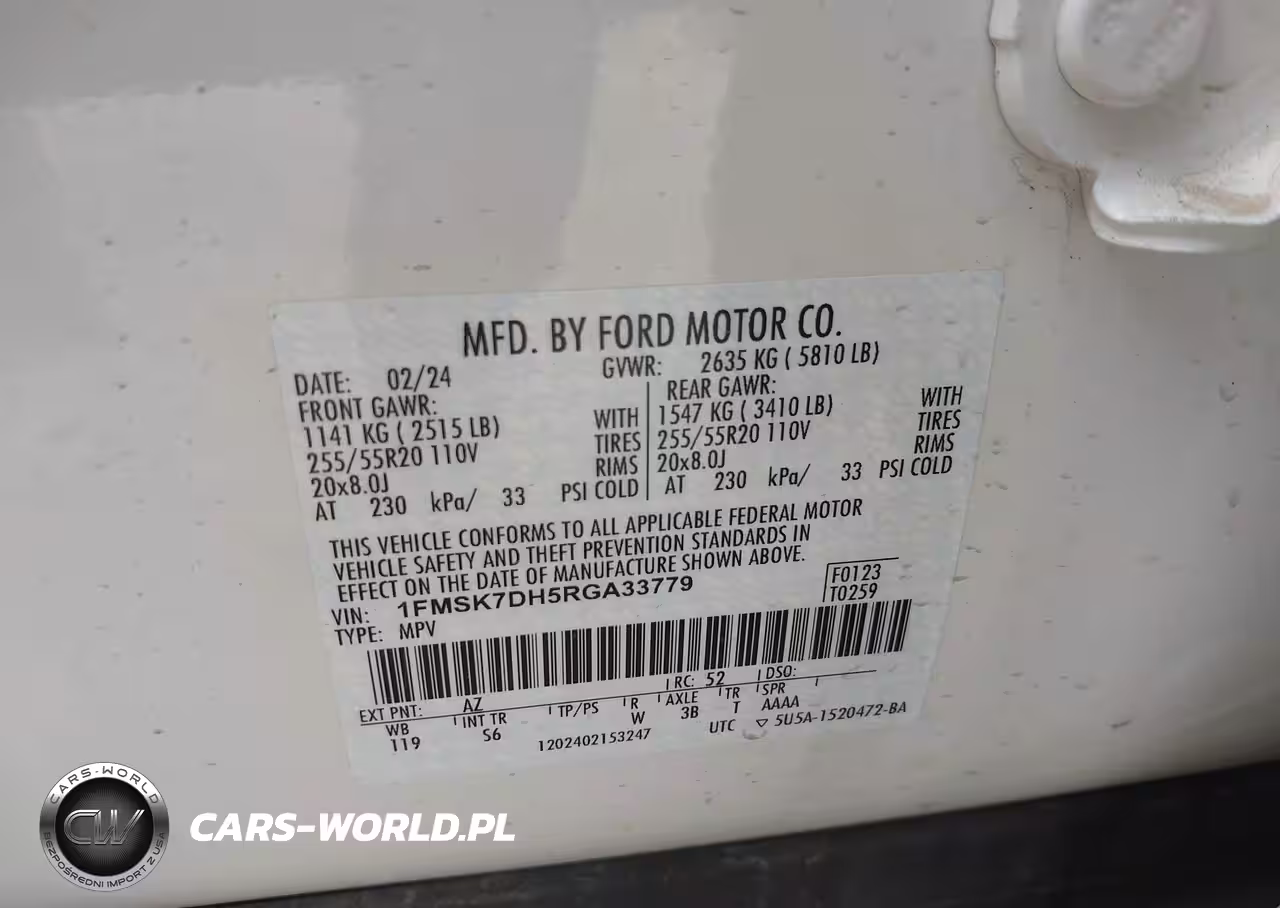 MFD. BY FORD MOTOR CO.
DATE: 02/24 GVWR: 2635 KG ( 5810 LB)
FRONT GAWR: REAR GAWR:
1141 KG ( 2515 LB) WITH 1547 KG ( 3410 LB) WITH
255/55R20 110V TIRES 255/55R20 110V TIRES
20x8.0J RIMS 20x8.0J RIMS
AT 230 kPa/ 33 PSI COLD AT 230 kPa/ 33 PSI COLD
THIS VEHICLE CONFORMS TO ALL APPLICABLE FEDERAL MOTOR
VEHICLE SAFETY AND THEFT PREVENTION STANDARDS IN
EFFECT ON THE DATE OF MANUFACTURE SHOWN ABOVE.
VIN: 1FMSK7DH5RGA33779 F0123
TYPE: MPV T0259
EXT PNT: AZ RC: 52 DSO:
WB INT TR TP/PS R AXLE TR SPR
119 S6 W 3B T AAAA
1202402153247 UTC ▽ 5U5A-1520472-BA
CARS-WORLD
CW
BEZPOŚREDNI IMPORT Z USA
CARS-WORLD.PL